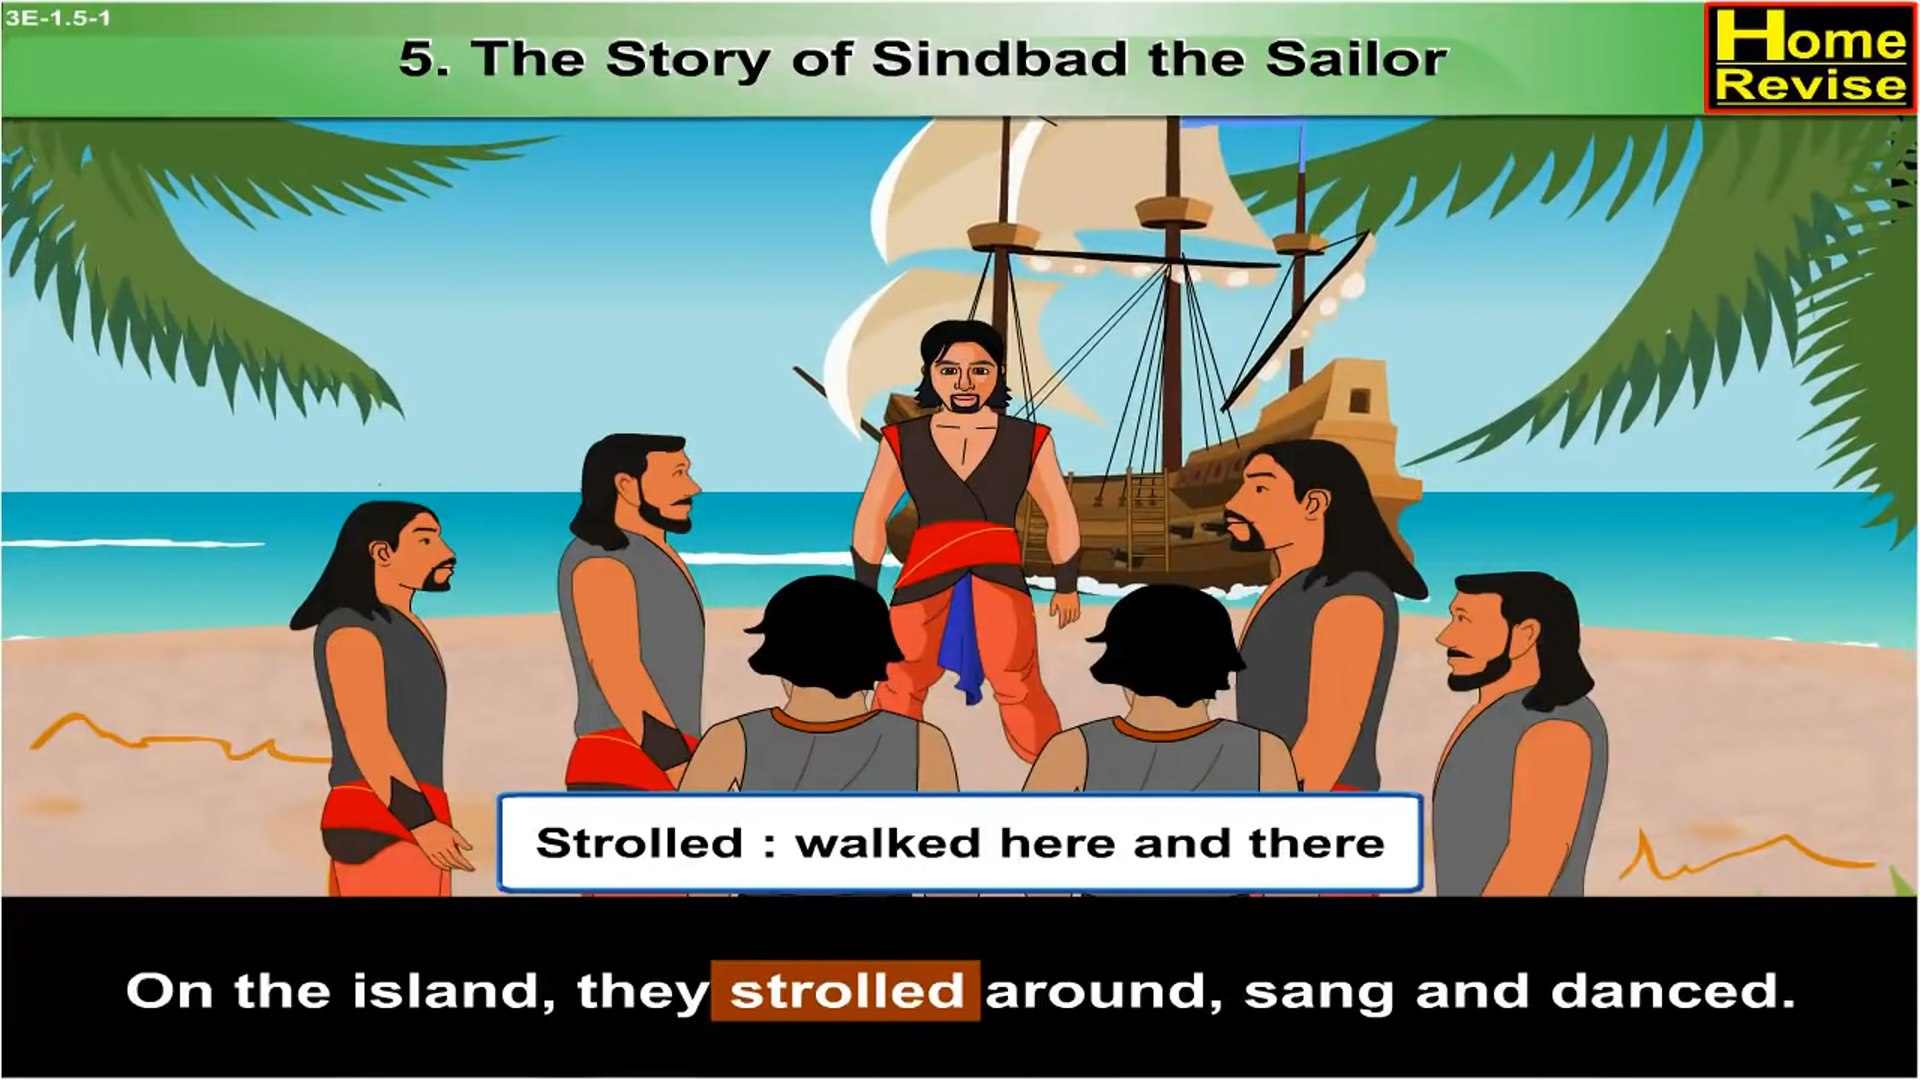 3E-1.5-1
5. The Story of Sindbad the Sailor
Home
Revise
Strolled : walked here and there
On the island, they strolled around, sang and danced.